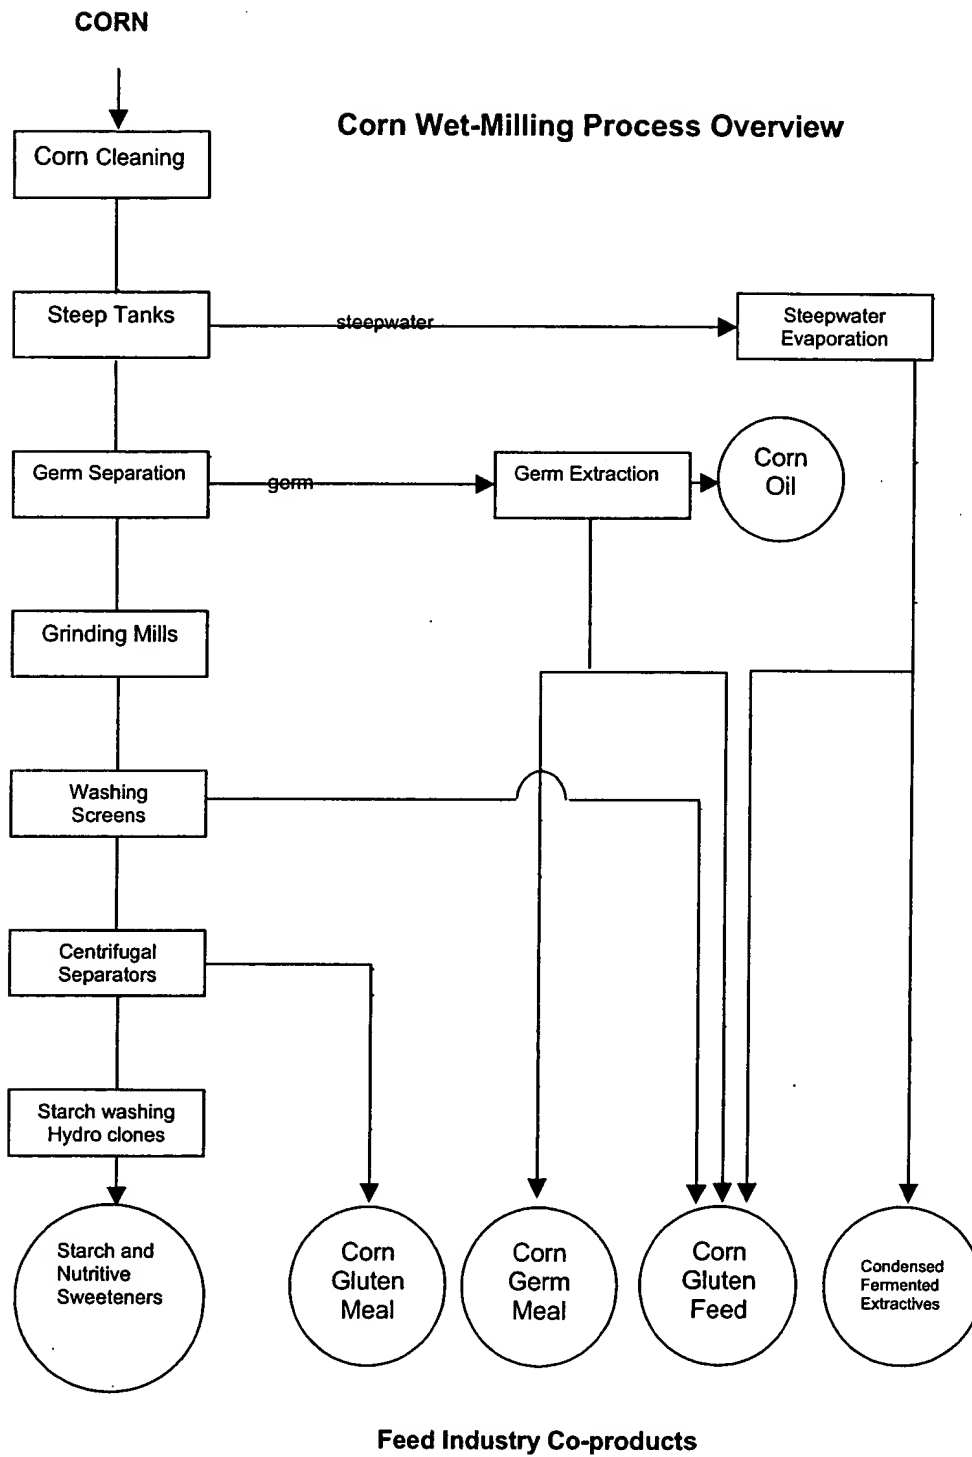 CORN
Corn Wet-Milling Process Overview
Corn Cleaning
Steep Tanks
steepwater
Steepwater
Evaporation
Germ Separation
germ
Germ Extraction
Corn
Oil
Grinding Mills
Washing
Screens
Centrifugal
Separators
Starch washing
Hydro clones
Starch and
Nutritive
Sweeteners
Corn
Gluten
Meal
Corn
Germ
Meal
Corn
Gluten
Feed
Condensed
Fermented
Extractives
Feed Industry Co-products